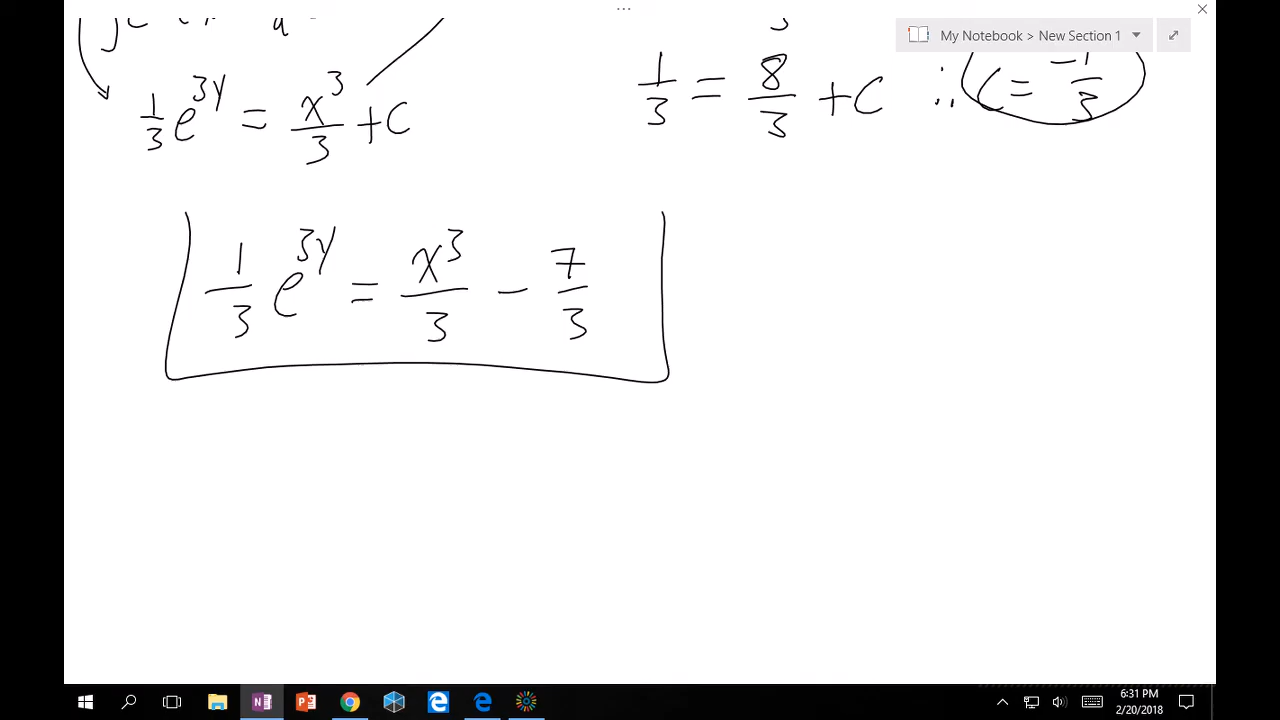 My Notebook > New Section 1
1/3 e^{3y} = x^3/3 + C
1/3 = 8/3 + C ∴ C =
1/3 e^{3y} = x^3/3 - 7/3
6:31 PM
2/20/2018